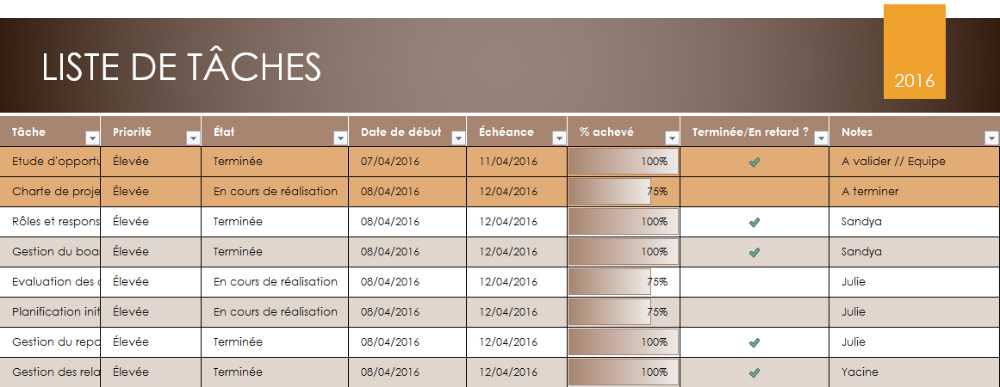 LISTE DE TÂCHES
2016
Tâche Priorité État Date de début Échéance % achevé Terminée/En retard ? Notes
Etude d'opportu Élevée Terminée 07/04/2016 11/04/2016 100% A valider // Equipe
Charte de proje Élevée En cours de réalisation 08/04/2016 12/04/2016 75% A terminer
Rôles et respons Élevée Terminée 08/04/2016 12/04/2016 100% Sandya
Gestion du boa Élevée Terminée 08/04/2016 12/04/2016 100% Sandya
Evaluation des Élevée En cours de réalisation 08/04/2016 12/04/2016 75% Julie
Planification init Élevée En cours de réalisation 08/04/2016 12/04/2016 75% Julie
Gestion du repo Élevée Terminée 08/04/2016 12/04/2016 100% Julie
Gestion des rela Élevée Terminée 08/04/2016 12/04/2016 100% Yacine